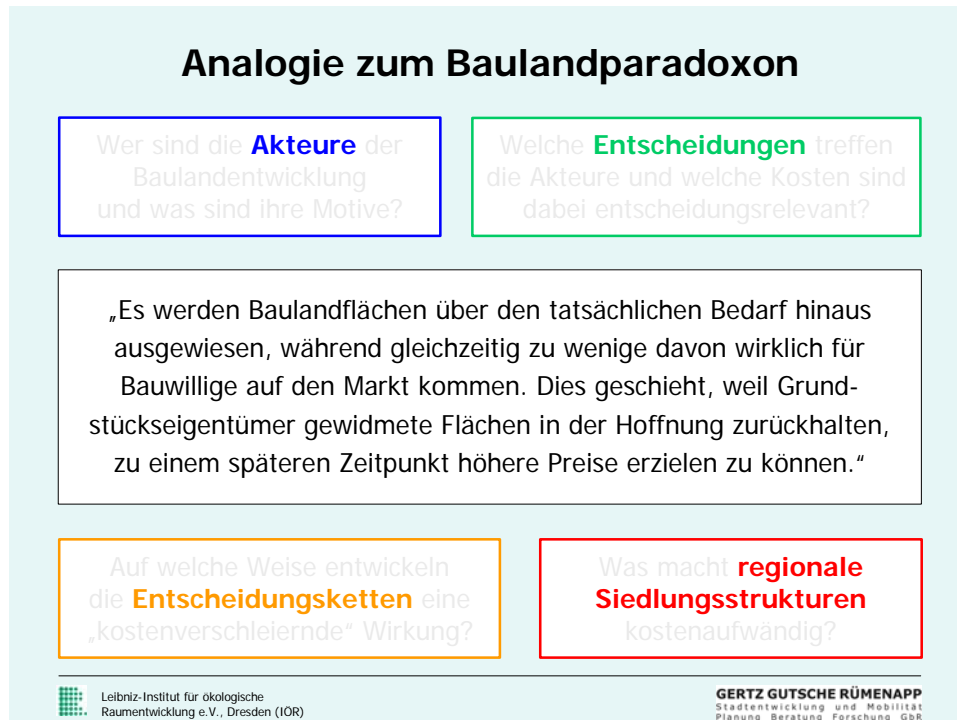 Analogie zum Baulandparadoxon
Wer sind die Akteure der
Baulandentwicklung
und was sind ihre Motive?
Welche Entscheidungen treffen
die Akteure und welche Kosten sind
dabei entscheidungsrelevant?
„Es werden Baulandflächen über den tatsächlichen Bedarf hinaus
ausgewiesen, während gleichzeitig zu wenige davon wirklich für
Bauwillige auf den Markt kommen. Dies geschieht, weil Grund-
stückseigentümer gewidmete Flächen in der Hoffnung zurückhalten,
zu einem späteren Zeitpunkt höhere Preise erzielen zu können.“
Auf welche Weise entwickeln
die Entscheidungsketten eine
„kostenverschleiernde“ Wirkung?
Was macht regionale
Siedlungsstrukturen
kostenaufwändig?
Leibniz-Institut für ökologische
Raumentwicklung e.V., Dresden (IÖR)
GERTZ GUTSCHE RÜMENAPP
Stadtentwicklung und Mobilität
Planung Beratung Forschung GbR